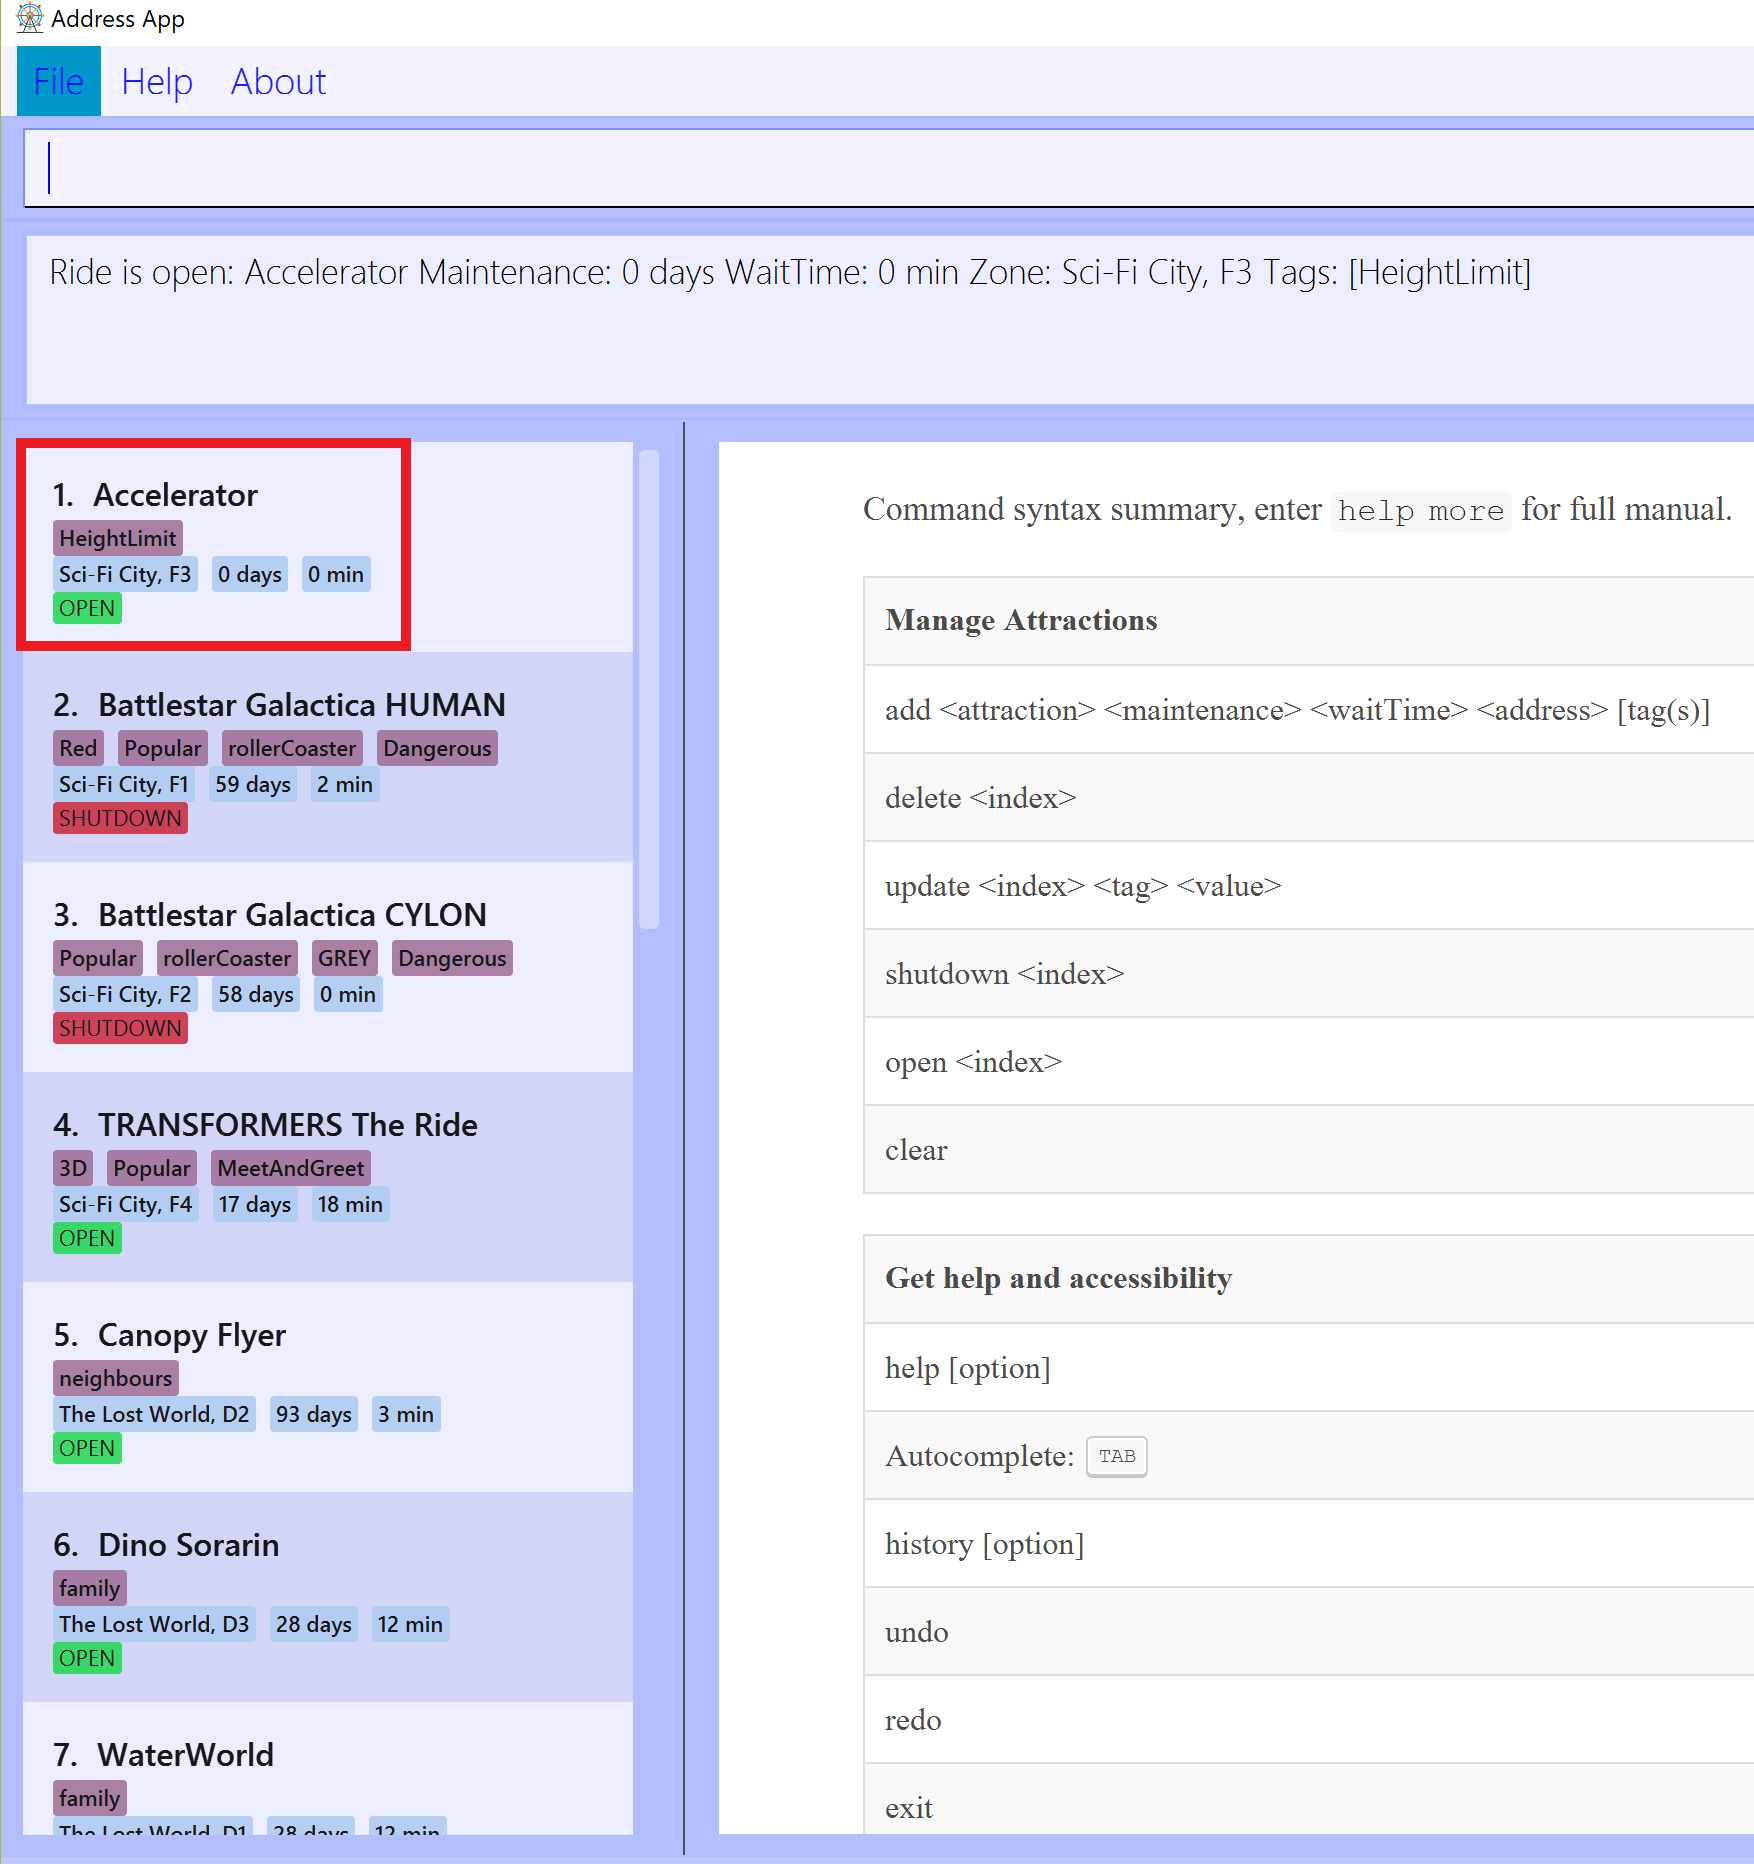 Address App
File Help About
Ride is open: Accelerator Maintenance: 0 days WaitTime: 0 min Zone: Sci-Fi City, F3 Tags: [HeightLimit]
1. Accelerator
HeightLimit
Sci-Fi City, F3 0 days 0 min
OPEN
2. Battlestar Galactica HUMAN
Red Popular rollerCoaster Dangerous
Sci-Fi City, F1 59 days 2 min
SHUTDOWN
3. Battlestar Galactica CYLON
Popular rollerCoaster GREY Dangerous
Sci-Fi City, F2 58 days 0 min
SHUTDOWN
4. TRANSFORMERS The Ride
3D Popular MeetAndGreet
Sci-Fi City, F4 17 days 18 min
OPEN
5. Canopy Flyer
neighbours
The Lost World, D2 93 days 3 min
OPEN
6. Dino Sorarin
family
The Lost World, D3 28 days 12 min
OPEN
7. WaterWorld
family
The Lost World, D1 28 days 12 min
Command syntax summary, enter help more for full manual.
Manage Attractions
add <attraction> <maintenance> <waitTime> <address> [tag(s)]
delete <index>
update <index> <tag> <value>
shutdown <index>
open <index>
clear
Get help and accessibility
help [option]
Autocomplete: TAB
history [option]
undo
redo
exit